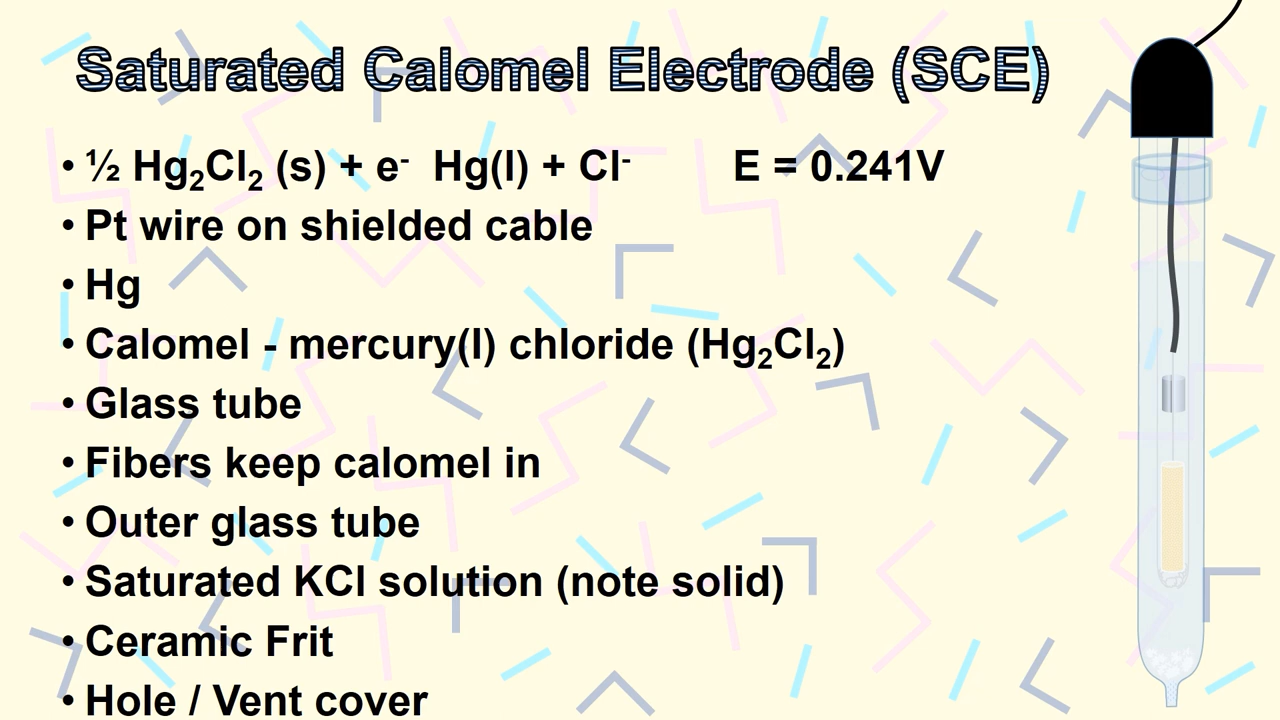 Saturated Calomel Electrode (SCE)
• ½ Hg₂Cl₂ (s) + e⁻ Hg(l) + Cl⁻ E = 0.241V
• Pt wire on shielded cable
• Hg
• Calomel - mercury(I) chloride (Hg₂Cl₂)
• Glass tube
• Fibers keep calomel in
• Outer glass tube
• Saturated KCl solution (note solid)
• Ceramic Frit
• Hole / Vent cover